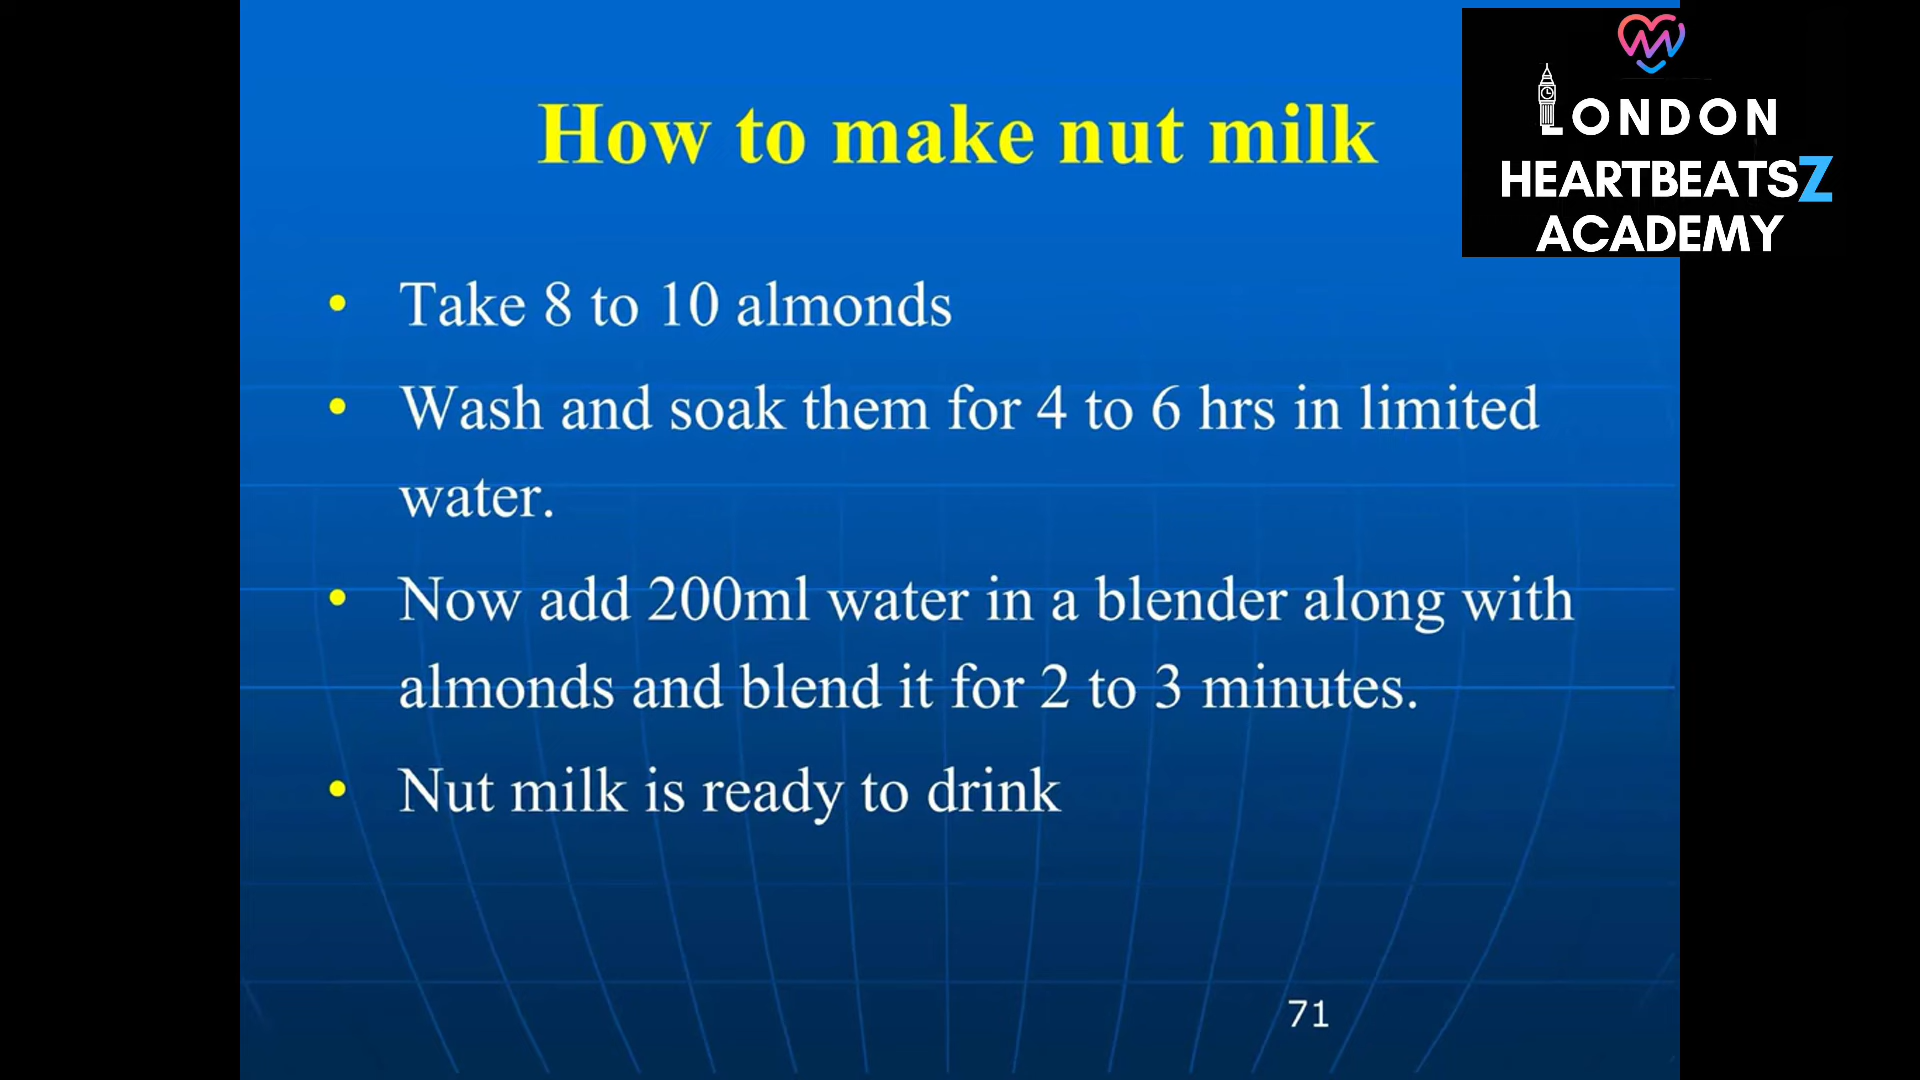 How to make nut milk
LONDON
HEARTBEATSZ
ACADEMY
• Take 8 to 10 almonds
• Wash and soak them for 4 to 6 hrs in limited
water.
• Now add 200ml water in a blender along with
almonds and blend it for 2 to 3 minutes.
• Nut milk is ready to drink
71